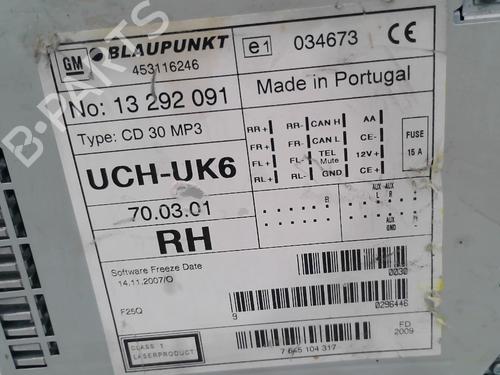 GM BLAUPUNKT e1 034673 CE
453116246
No: 13 292 091 Made in Portugal
Type: CD 30 MP3
UCH-UK6
70.03.01
RH
RR+ RR- CAN H AA
FR+ FR- CAN L CE-
FL+ FL- TEL Mute 12V+
RL+ RL- GND CE+
FUSE
15 A
R
AUX -AUX
L R
AUX
GND
Software Freeze Date
14.11.2007/O
0030
F25Q
9 0296446
CLASS 1
LASERPRODUCT
7 645 104 317
FD
2009
B-PARTS